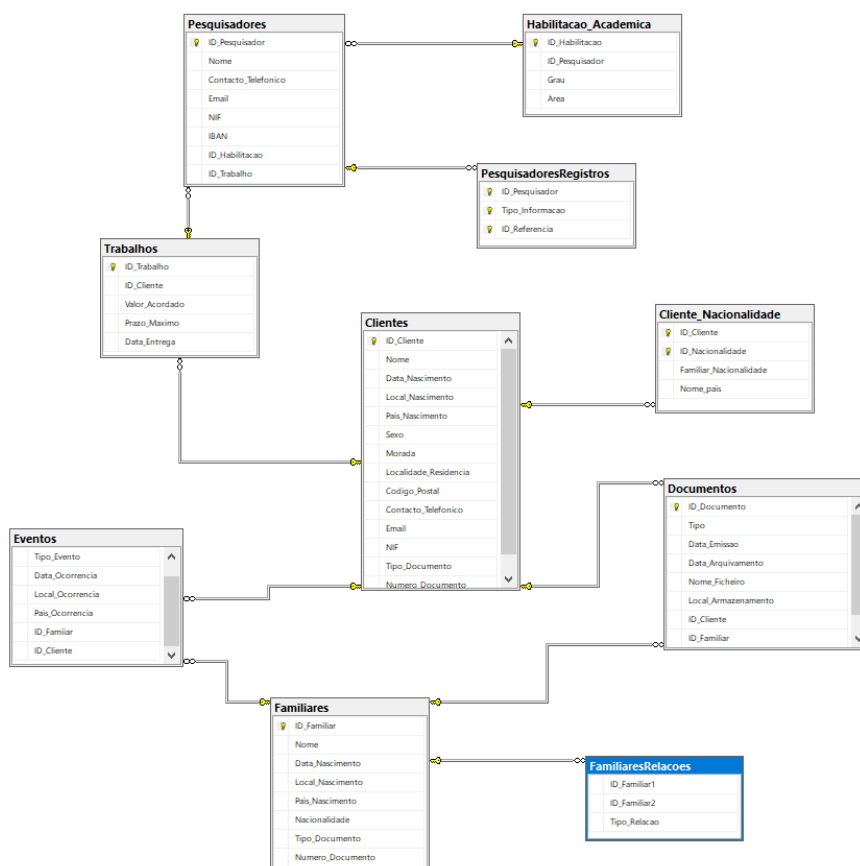 Pesquisadores
ID_Pesquisador
Nome
Contacto_Telefonico
Email
NIF
IBAN
ID_Habilitacao
ID_Trabalho
Habilitacao_Academica
ID_Habilitacao
ID_Pesquisador
Grau
Area
PesquisadoresRegistros
ID_Pesquisador
Tipo_Informacao
ID_Referencia
Trabalhos
ID_Trabalho
ID_Cliente
Valor_Acordado
Prazo_Maximo
Data_Entrega
Clientes
ID_Cliente
Nome
Data_Nascimento
Local_Nascimento
Pais_Nascimento
Sexo
Morada
Localidade_Residencia
Codigo_Postal
Contacto_Telefonico
Email
NIF
Tipo_Documento
Numero_Documento
Cliente_Nacionalidade
ID_Cliente
ID_Nacionalidade
Familiar_Nacionalidade
Nome_pais
Documentos
ID_Documento
Tipo
Data_Emissao
Data_Arquivamento
Nome_Ficheiro
Local_Armazenamento
ID_Cliente
ID_Familiar
Eventos
Tipo_Evento
Data_Ocorrencia
Local_Ocorrencia
Pais_Ocorrencia
ID_Famiiar
ID_Cliente
Familiares
ID_Familiar
Nome
Data_Nascimento
Local_Nascimento
Pais_Nascimento
Nacionalidade
Tipo_Documento
Numero_Documento
FamiliaresRelacoes
ID_Familiar1
ID_Familiar2
Tipo_Relacao